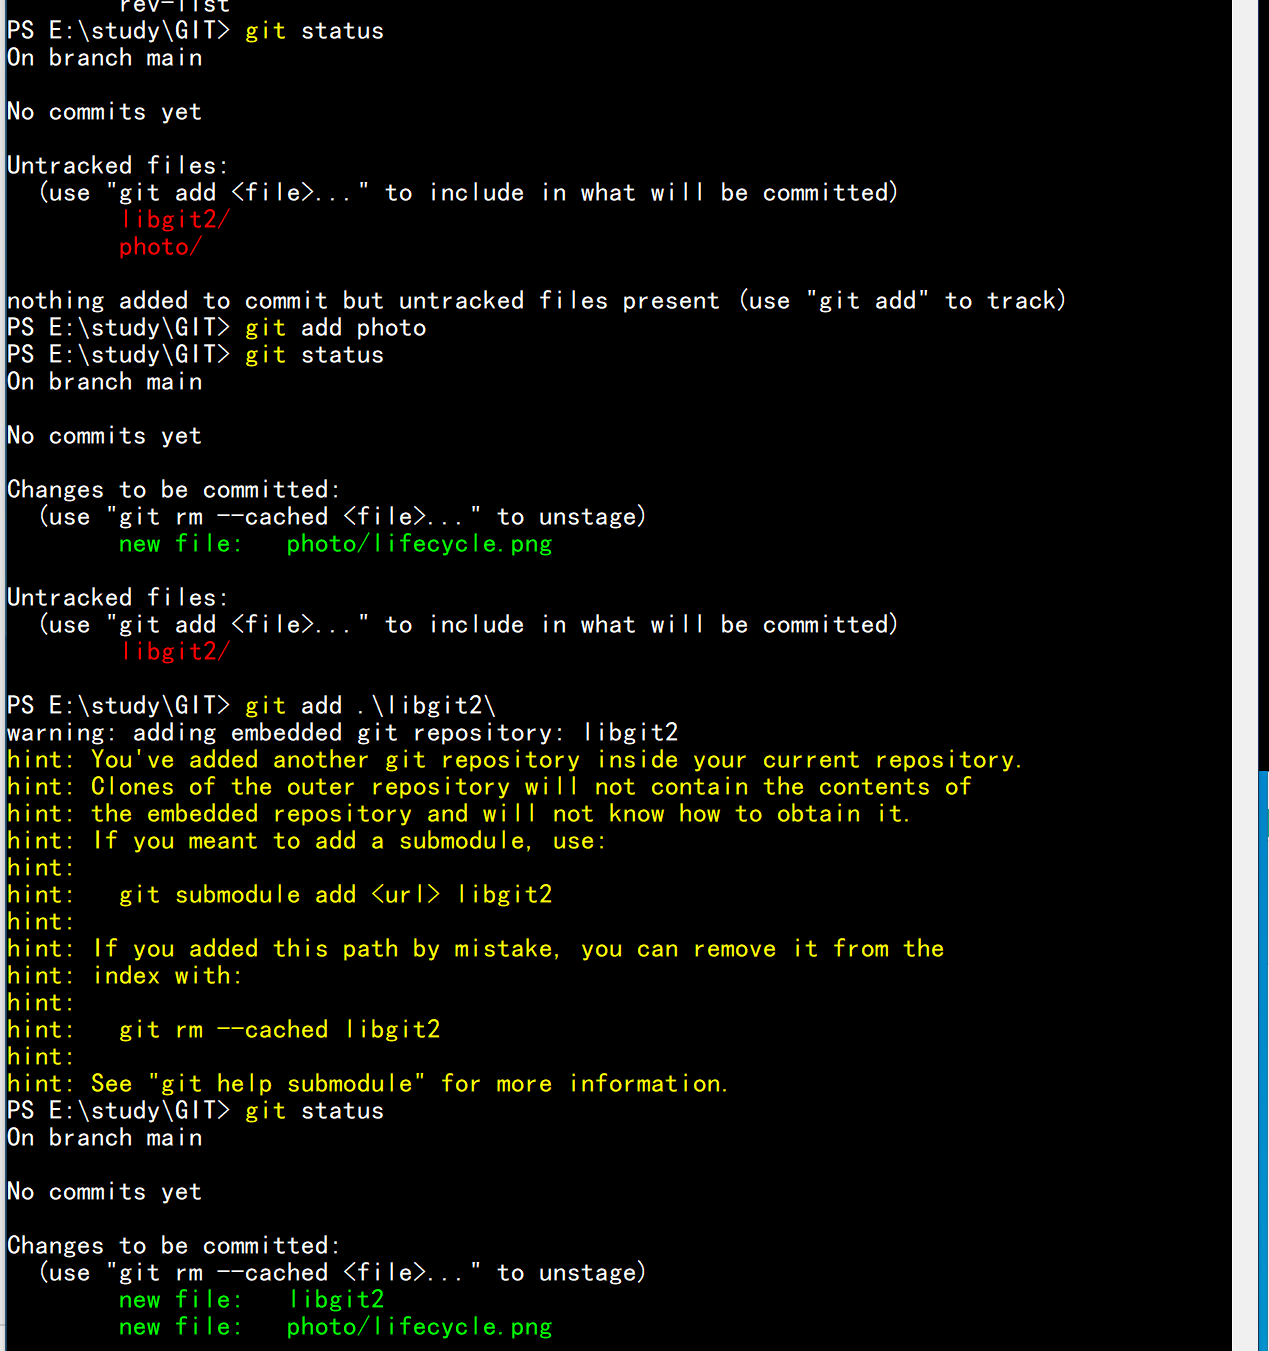 rev-list
PS E:\study\GIT> git status
On branch main
No commits yet
Untracked files:
  (use "git add <file>..." to include in what will be committed)
        libgit2/
        photo/
nothing added to commit but untracked files present (use "git add" to track)
PS E:\study\GIT> git add photo
PS E:\study\GIT> git status
On branch main
No commits yet
Changes to be committed:
  (use "git rm --cached <file>..." to unstage)
        new file:   photo/lifecycle.png
Untracked files:
  (use "git add <file>..." to include in what will be committed)
        libgit2/
PS E:\study\GIT> git add .\libgit2\
warning: adding embedded git repository: libgit2
hint: You've added another git repository inside your current repository.
hint: Clones of the outer repository will not contain the contents of
hint: the embedded repository and will not know how to obtain it.
hint: If you meant to add a submodule, use:
hint:
hint:   git submodule add <url> libgit2
hint:
hint: If you added this path by mistake, you can remove it from the
hint: index with:
hint:
hint:   git rm --cached libgit2
hint:
hint: See "git help submodule" for more information.
PS E:\study\GIT> git status
On branch main
No commits yet
Changes to be committed:
  (use "git rm --cached <file>..." to unstage)
        new file:   libgit2
        new file:   photo/lifecycle.png